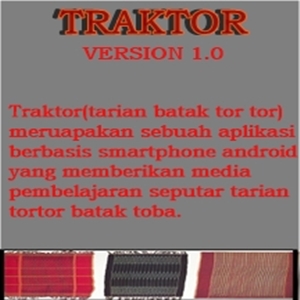 TRAKTOR
VERSION 1.0
Traktor(tarian batak tor tor)
meruapakan sebuah aplikasi
berbasis smartphone android
yang memberikan media
pembelajaran seputar tarian
tortor batak toba.